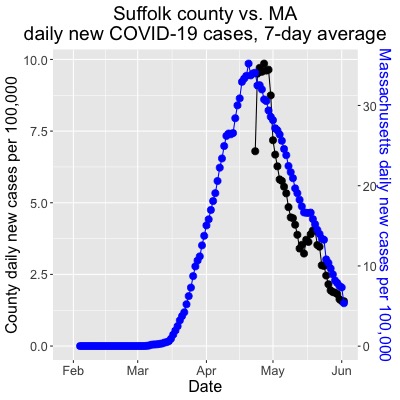 Suffolk county vs. MA
daily new COVID-19 cases, 7-day average
County daily new cases per 100,000
10.0
7.5
5.0
2.5
0.0
Massachusetts daily new cases per 100,000
30
20
10
0
Feb Mar Apr May Jun
Date